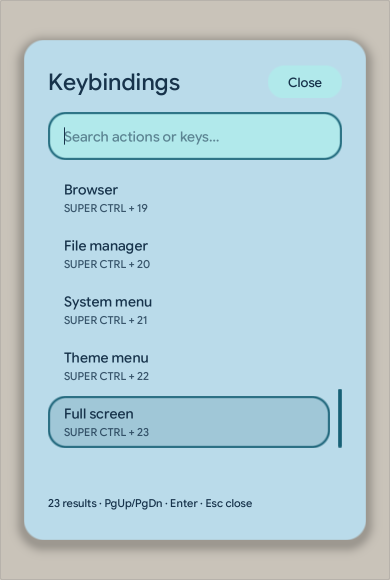 Keybindings
Close
Search actions or keys...
Browser
SUPER CTRL + 19
File manager
SUPER CTRL + 20
System menu
SUPER CTRL + 21
Theme menu
SUPER CTRL + 22
Full screen
SUPER CTRL + 23
23 results · PgUp/PgDn · Enter · Esc close